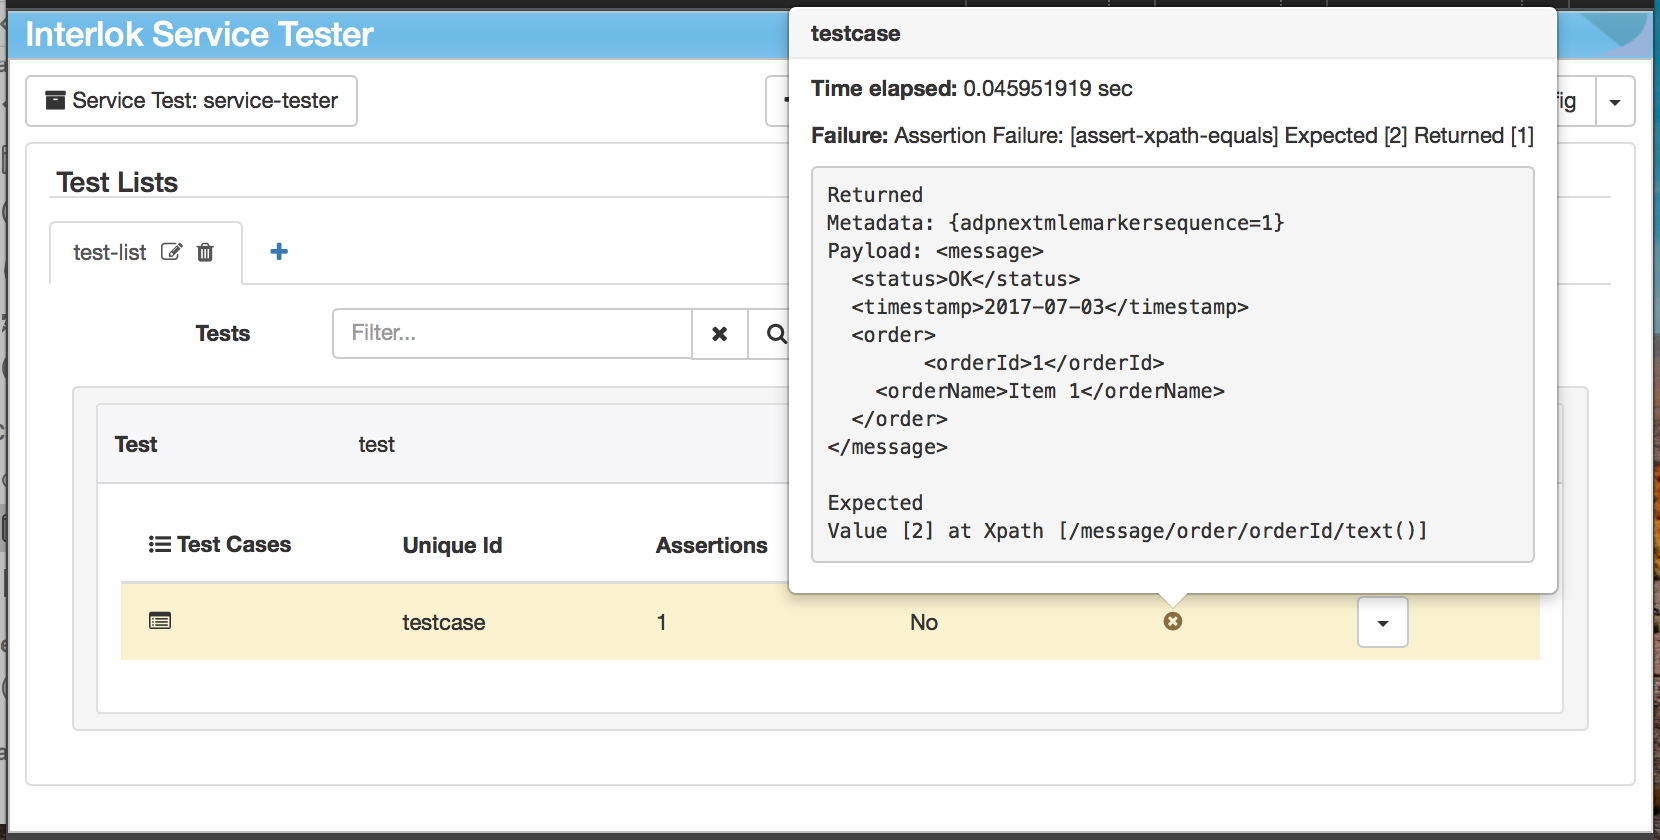 Interlok Service Tester
Service Test: service-tester
Test Lists
test-list
Tests
Filter...
Test
test
Test Cases
Unique Id
Assertions
testcase
1
No
testcase
Time elapsed: 0.045951919 sec
Failure: Assertion Failure: [assert-xpath-equals] Expected [2] Returned [1]
Returned
Metadata: {adpnextmlemarkersequence=1}
Payload: <message>
  <status>OK</status>
  <timestamp>2017-07-03</timestamp>
  <order>
        <orderId>1</orderId>
    <orderName>Item 1</orderName>
  </order>
</message>
Expected
Value [2] at Xpath [/message/order/orderId/text()]